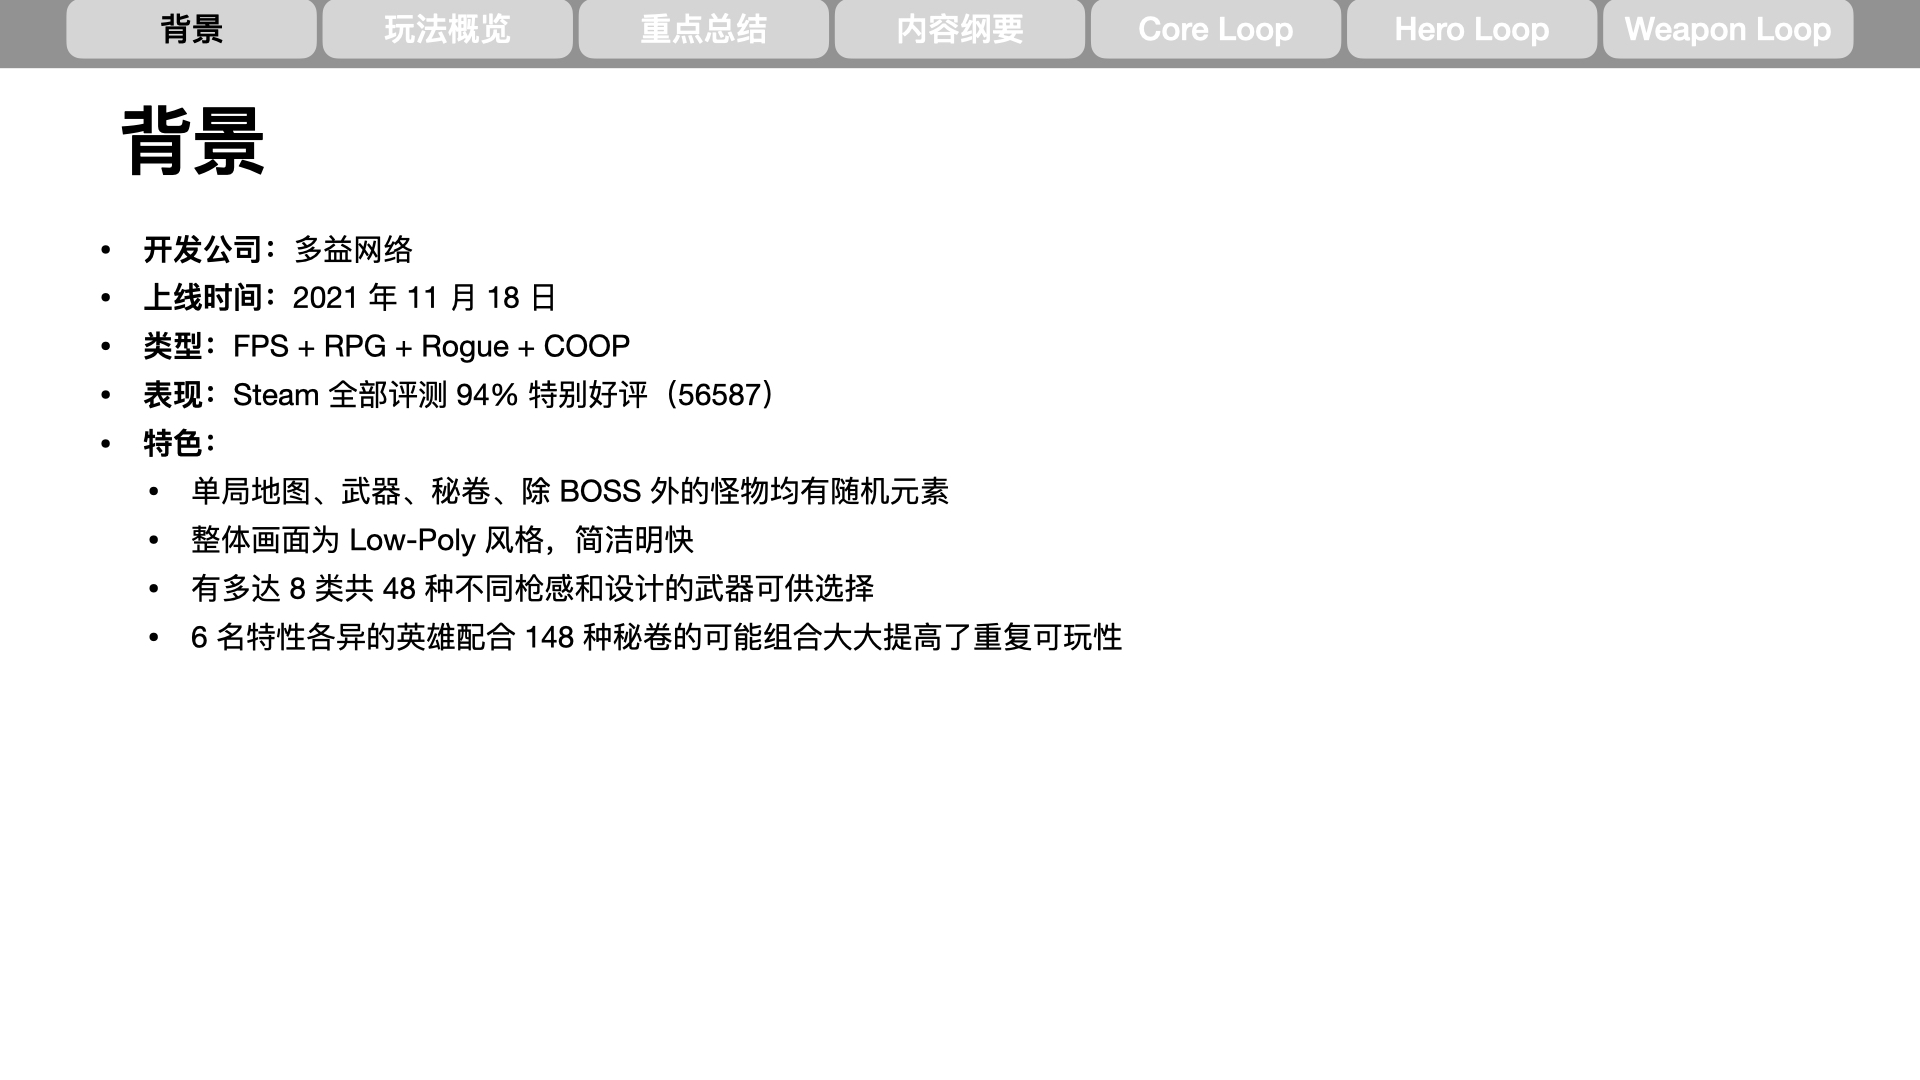 背景
玩法概览
重点总结
内容纲要
Core Loop
Hero Loop
Weapon Loop
背景
• 开发公司：多益网络
• 上线时间：2021 年 11 月 18 日
• 类型：FPS + RPG + Rogue + COOP
• 表现：Steam 全部评测 94% 特别好评（56587）
• 特色：
• 单局地图、武器、秘卷、除 BOSS 外的怪物均有随机元素
• 整体画面为 Low-Poly 风格，简洁明快
• 有多达 8 类共 48 种不同枪感和设计的武器可供选择
• 6 名特性各异的英雄配合 148 种秘卷的可能组合大大提高了重复可玩性